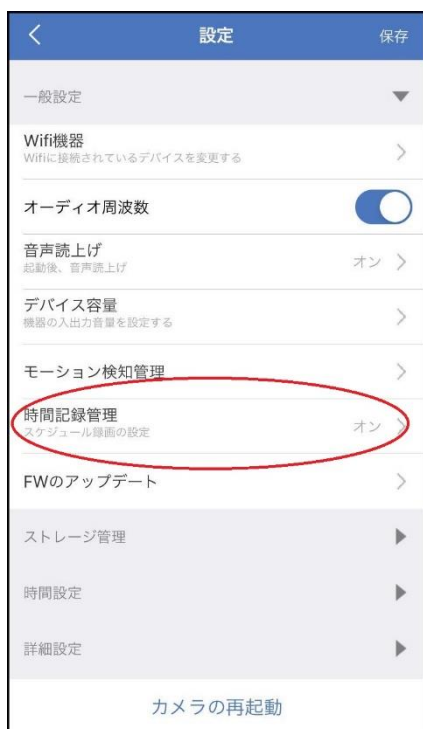 設定
保存
一般設定
Wifi機器
Wifiに接続されているデバイスを変更する
オーディオ周波数
音声読上げ
起動後、音声読上げ
オン
デバイス容量
機器の入出力音量を設定する
モーション検知管理
時間記録管理
スケジュール録画の設定
オン
FWのアップデート
ストレージ管理
時間設定
詳細設定
カメラの再起動